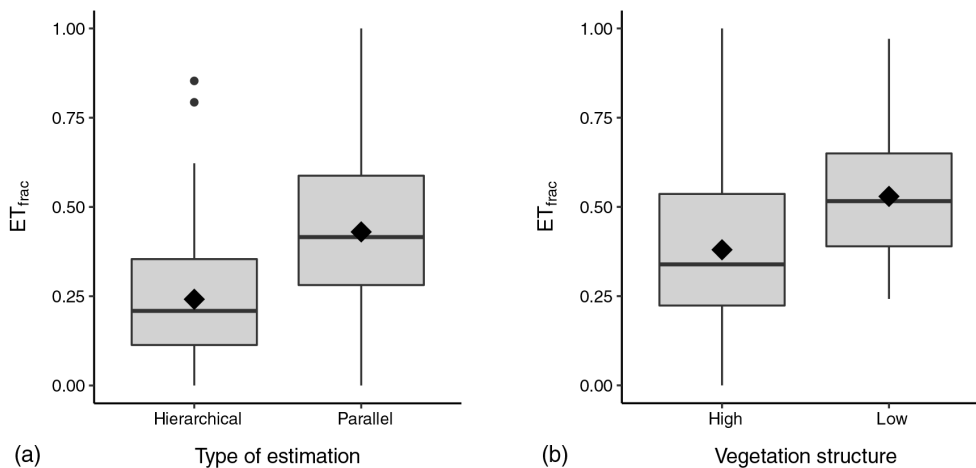 1.00
0.75
0.50
0.25
0.00
ETfrac
Hierarchical Parallel
(a) Type of estimation
1.00
0.75
0.50
0.25
0.00
ETfrac
High Low
(b) Vegetation structure